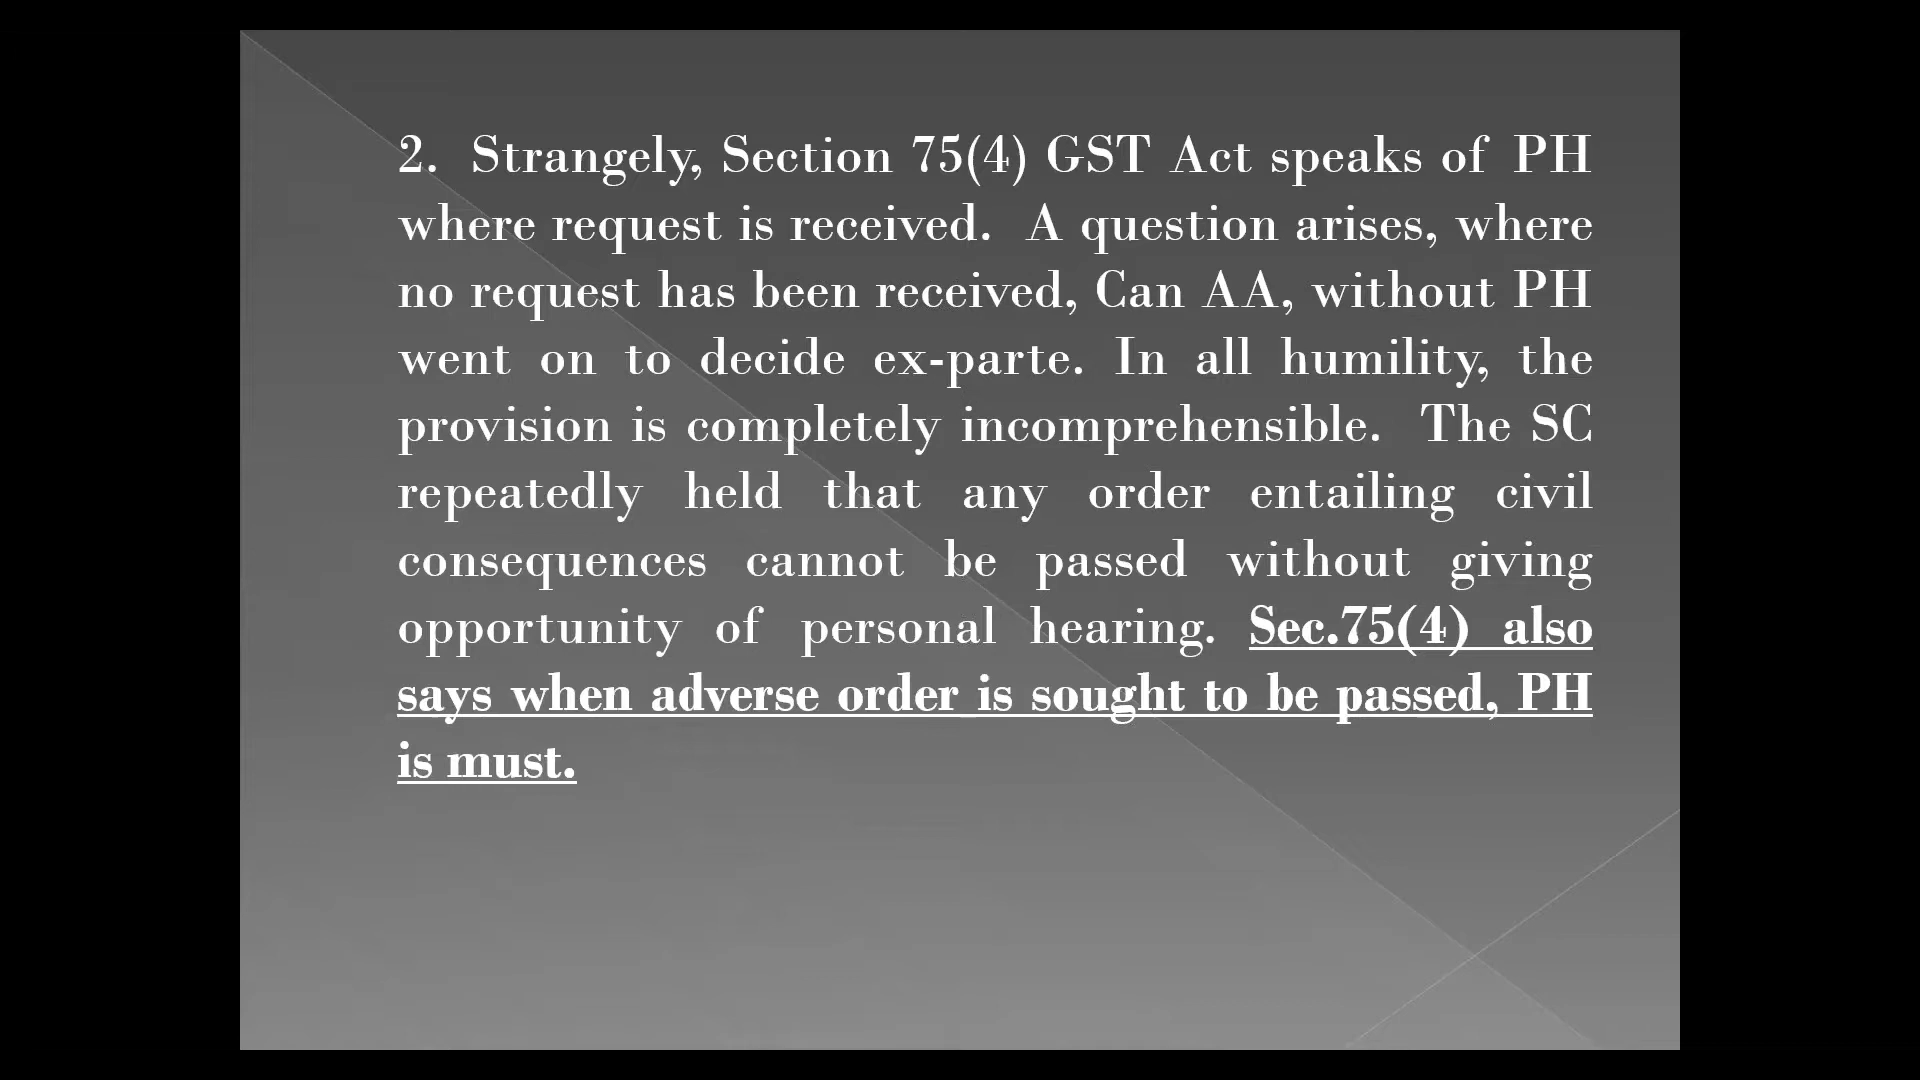 2. Strangely, Section 75(4) GST Act speaks of PH
where request is received. A question arises, where
no request has been received, Can AA, without PH
went on to decide ex-parte. In all humility, the
provision is completely incomprehensible. The SC
repeatedly held that any order entailing civil
consequences cannot be passed without giving
opportunity of personal hearing. Sec.75(4) also
says when adverse order is sought to be passed, PH
is must.